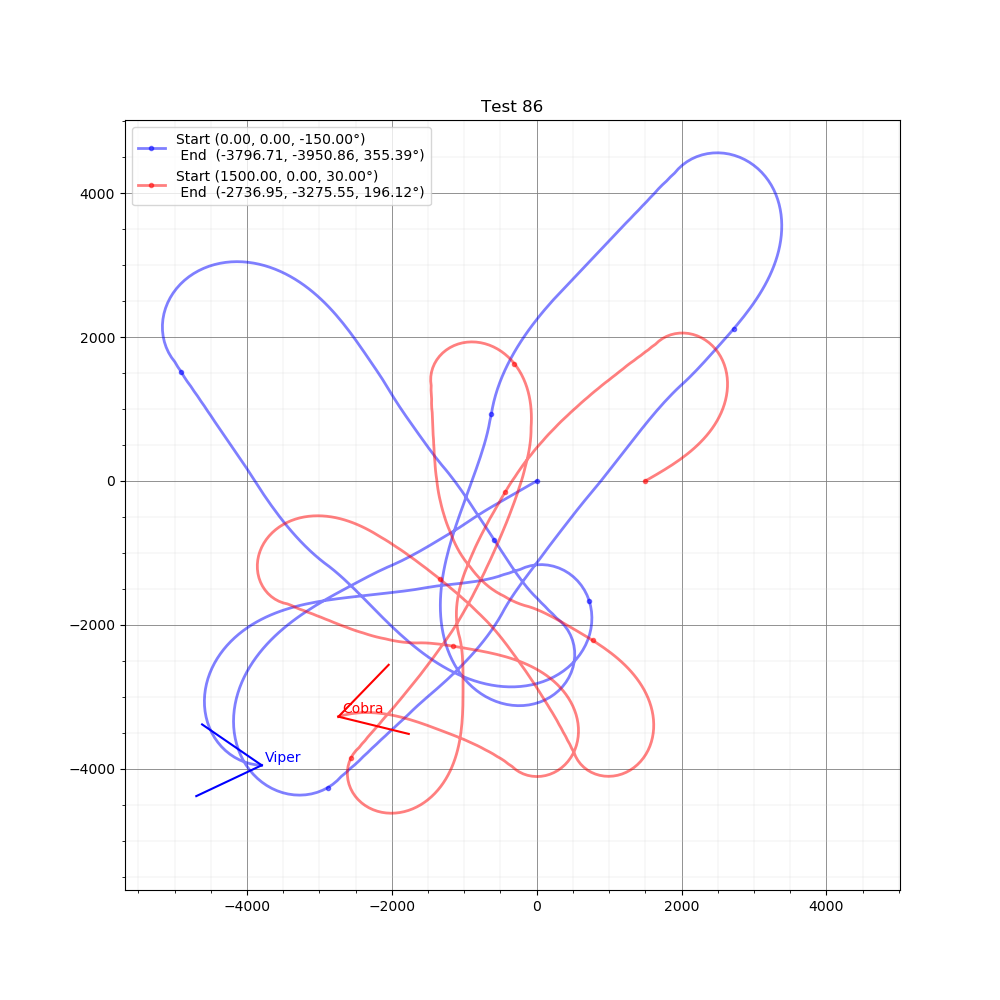 Test 86
Start (0.00, 0.00, -150.00°)
End  (-3796.71, -3950.86, 355.39°)
Start (1500.00, 0.00, 30.00°)
End  (-2736.95, -3275.55, 196.12°)
4000
2000
0
−2000
−4000
Cobra
Viper
−4000
−2000
0
2000
4000